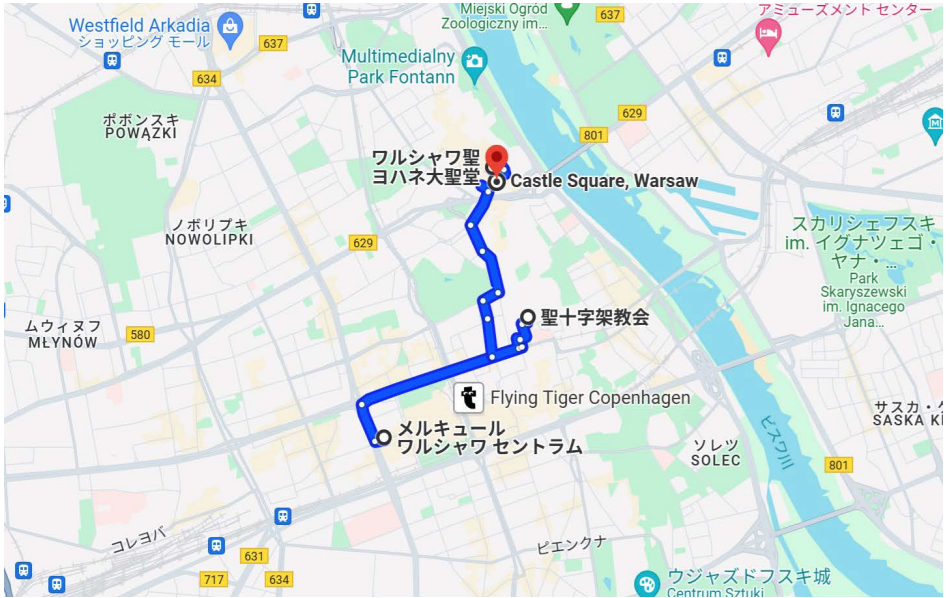 Westfield Arkadia
ショッピング モール
637
634
Miejski Ogród
Zoologiczny im...
637
アミューズメント センター
Multimedialny
Park Fontann
629
801
ポボンスキ
POWĄZKI
ワルシャワ聖
ヨハネ大聖堂
Castle Square, Warsaw
ノボリプキ
NOWOLIPKI
629
スカリシェフスキ
im. イグナツェゴ・
ヤナ・...
Park
Skaryszewski
im. Ignacego
Jana...
ムウィヌフ
MŁYNÓW
580
聖十字架教会
Flying Tiger Copenhagen
メルキュール
ワルシャワ セントラム
ソレツ
SOLEC
ビスワ川
サスカ・ケ
SASKA K
801
コレヨバ
ピエンクナ
631
717
634
ウジャズドフスキ城
Centrum Sztuki